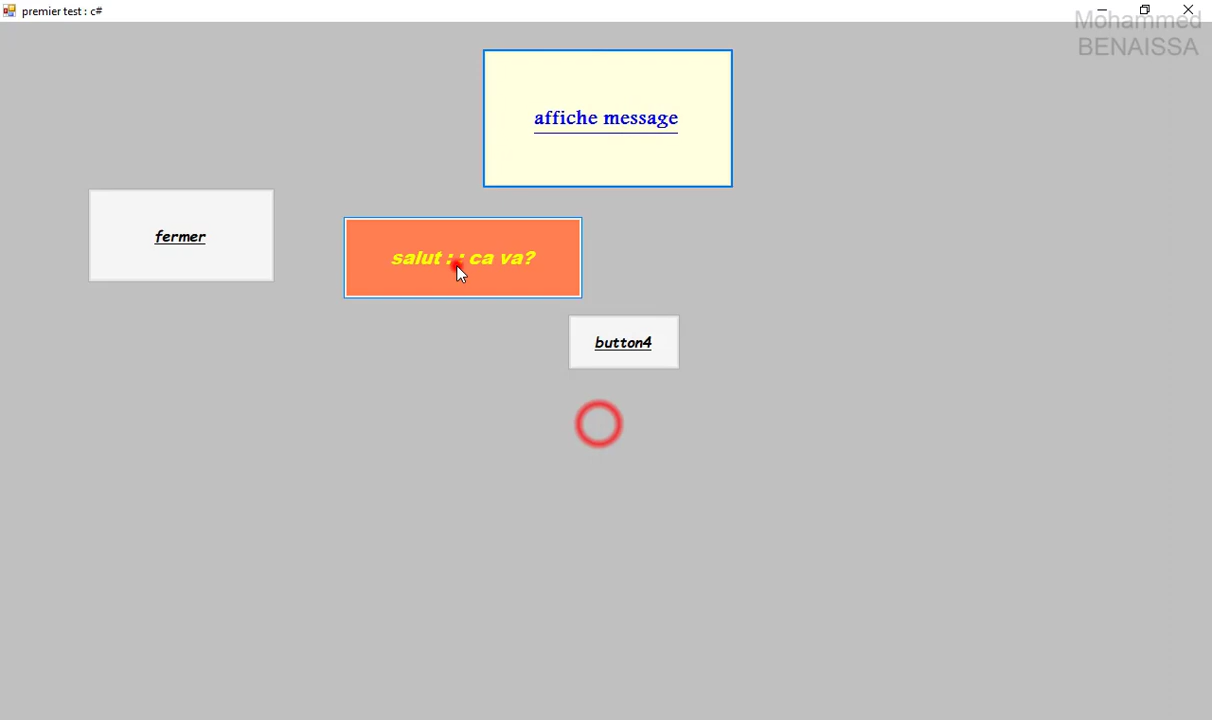 premier test : c#
Mohammed
BENAISSA
affiche message
fermer
salut : : ca va?
button4